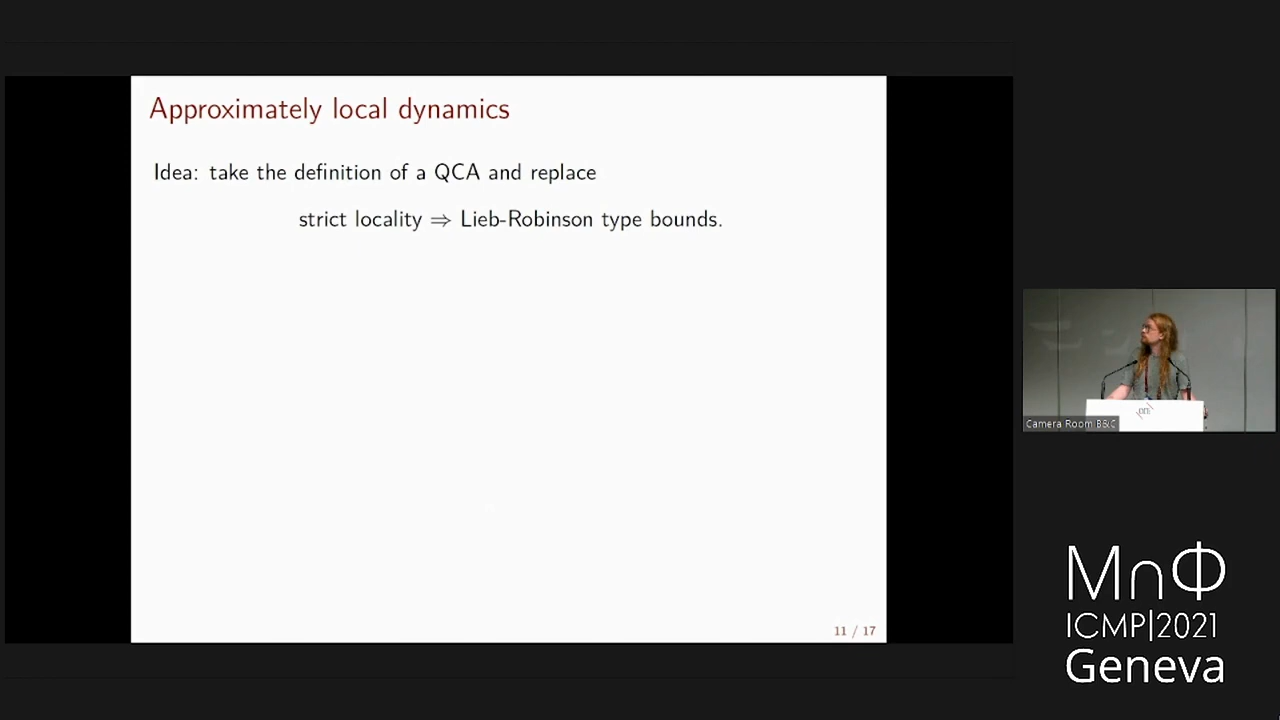 Approximately local dynamics
Idea: take the definition of a QCA and replace
strict locality ⇒ Lieb-Robinson type bounds.
11 / 17
Camera Room B&C
M∩Φ
ICMP|2021
Geneva